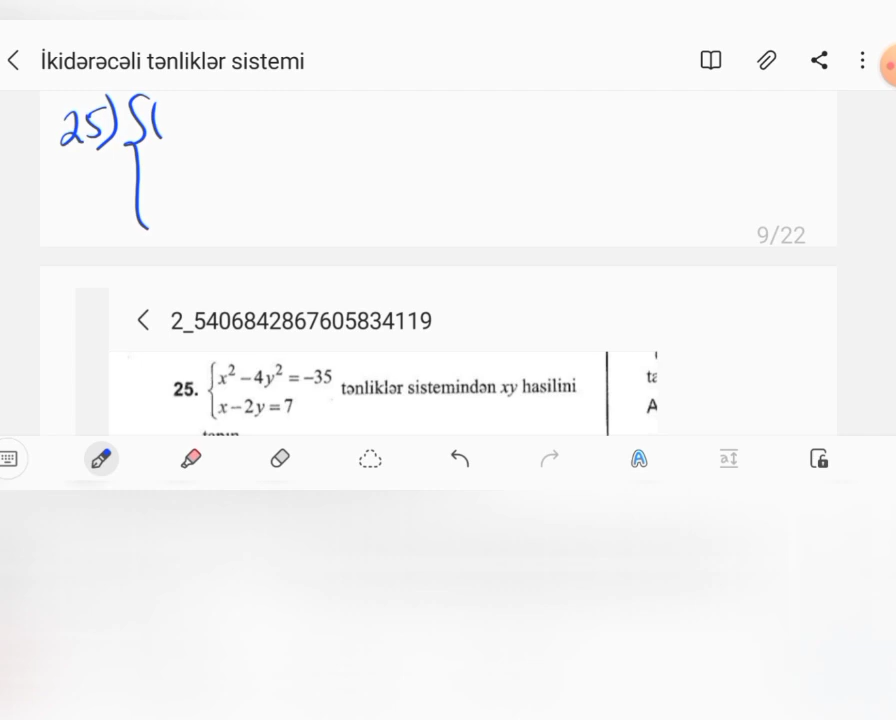 İkidərəcəli tənliklər sistemi
25)
9/22
2_5406842867605834119
25. { x² - 4y² = -35
x - 2y = 7
tənliklər sistemindən xy hasilini
A